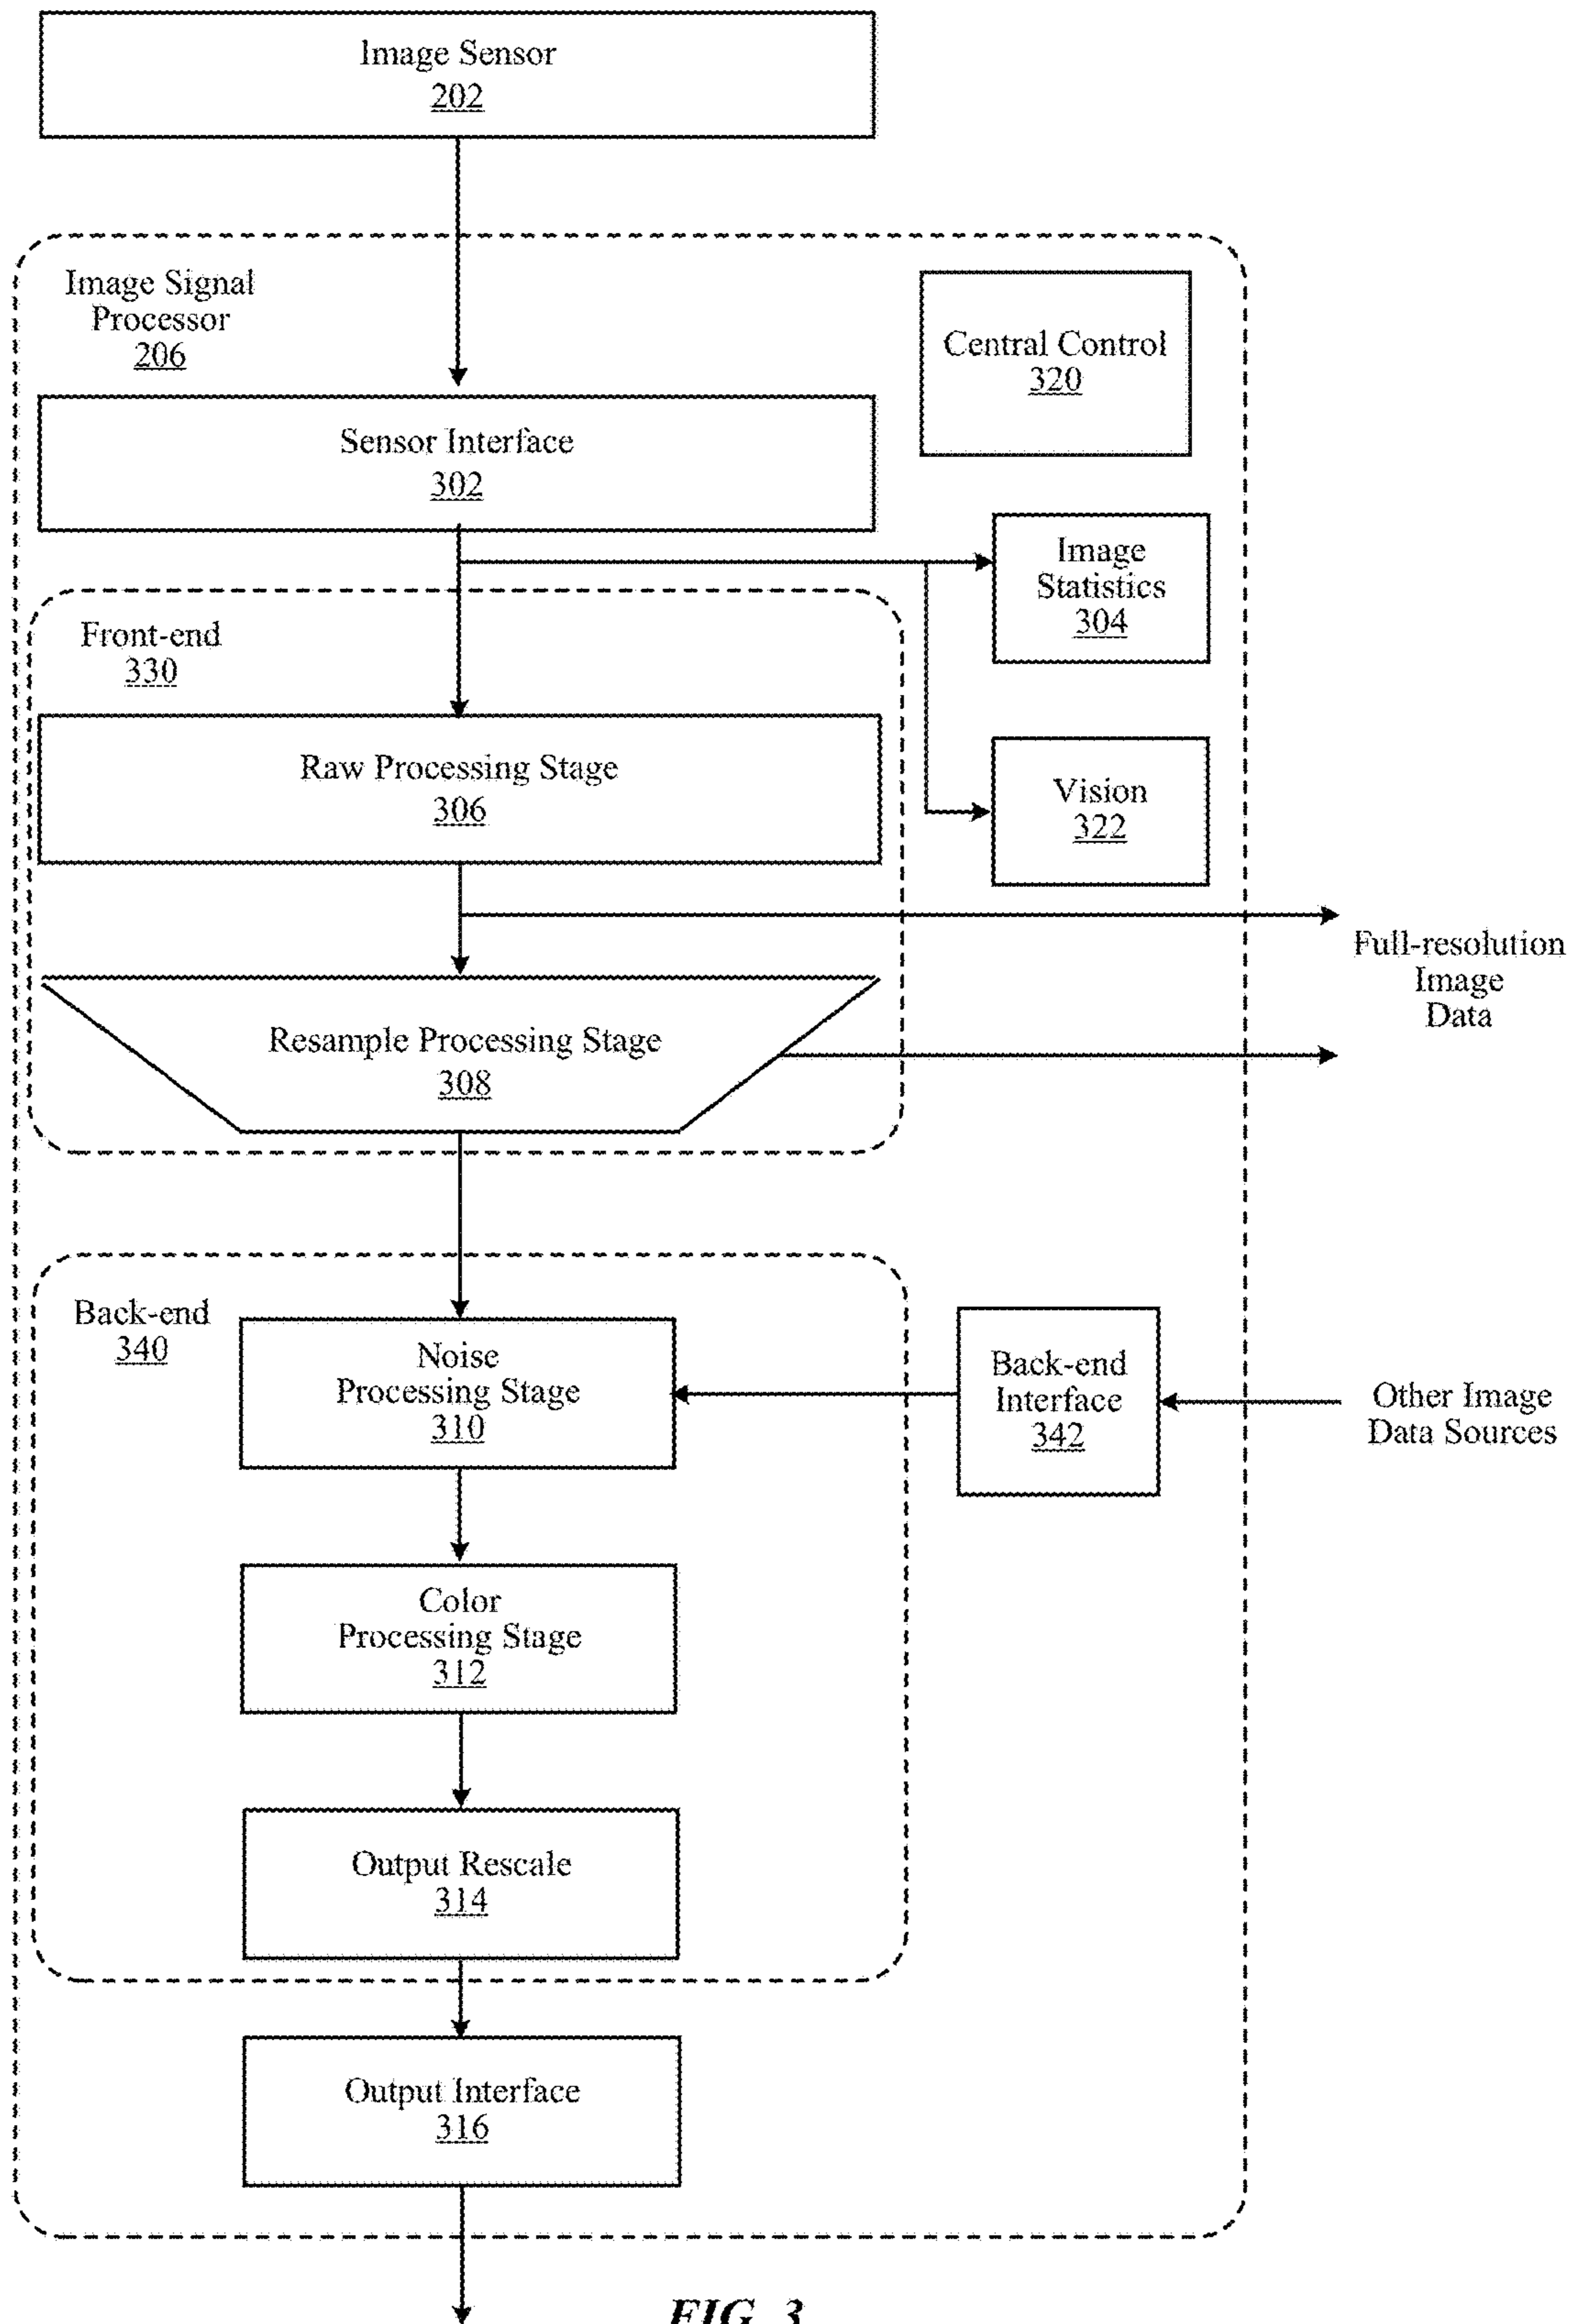 Image Sensor
202
Image Signal
Processor
206
Central Control
320
Sensor Interface
302
Image
Statistics
304
Front-end
330
Raw Processing Stage
306
Vision
322
Full-resolution
Image
Data
Resample Processing Stage
308
Back-end
340
Noise
Processing Stage
310
Back-end
Interface
342
Other Image
Data Sources
Color
Processing Stage
312
Output Rescale
314
Output Interface
316
FIG. 3